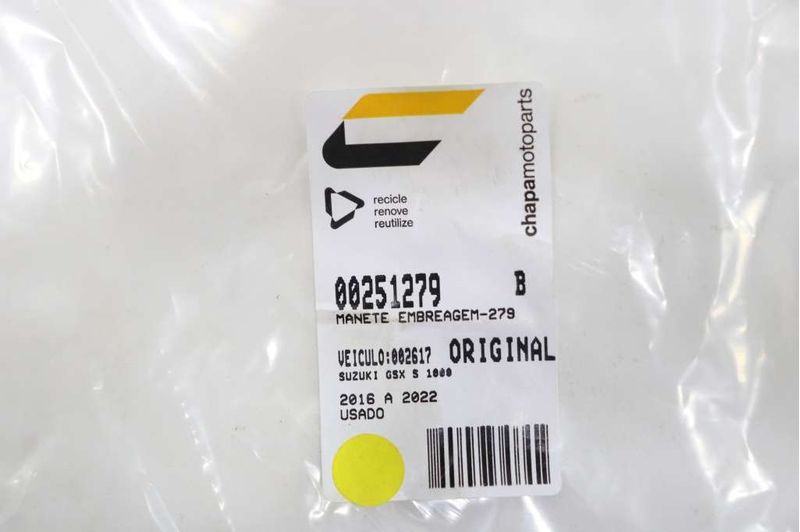 chapamotoparts
recicle
renove
reutilize
00251279 B
MANETE EMBREAGEM-279
VEICULO:002617 ORIGINAL
SUZUKI GSX S 1000
2016 A 2022
USADO